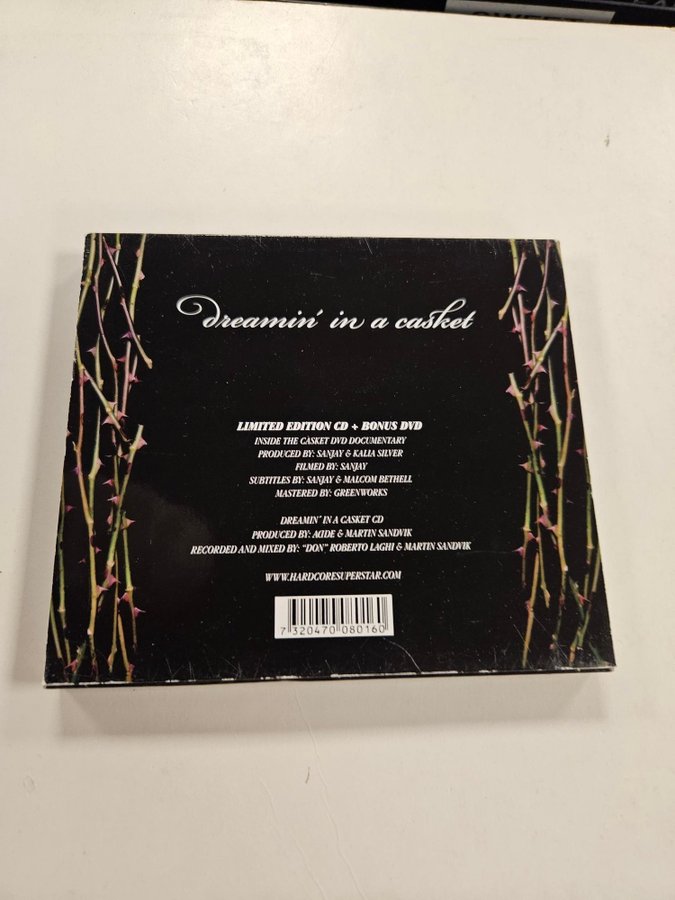 dreamin' in a casket
LIMITED EDITION CD + BONUS DVD
INSIDE THE CASKET DVD DOCUMENTARY
PRODUCED BY: SANJAY & KALIA SILVER
FILMED BY: SANJAY
SUBTITLES BY: SANJAY & MALCOM BETHELL
MASTERED BY: GREENWORKS
DREAMIN' IN A CASKET CD
PRODUCED BY: ADDE & MARTIN SANDVIK
RECORDED AND MIXED BY: "DON" ROBERTO LAGHI & MARTIN SANDVIK
WWW.HARDCORESUPERSTAR.COM
7 320470 080160